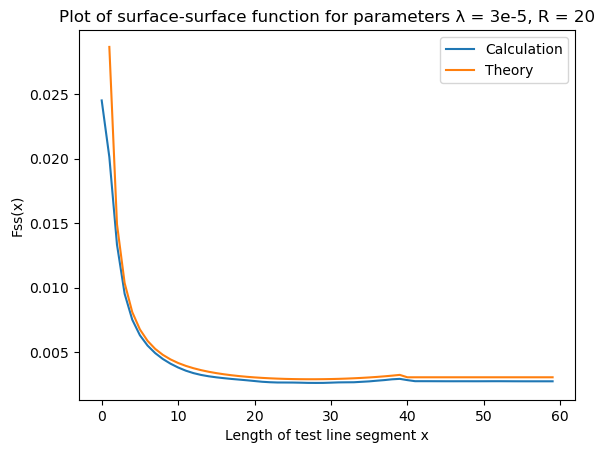 Plot of surface-surface function for parameters λ = 3e-5, R = 20
Calculation
Theory
Fss(x)
0.025
0.020
0.015
0.010
0.005
0 10 20 30 40 50 60
Length of test line segment x